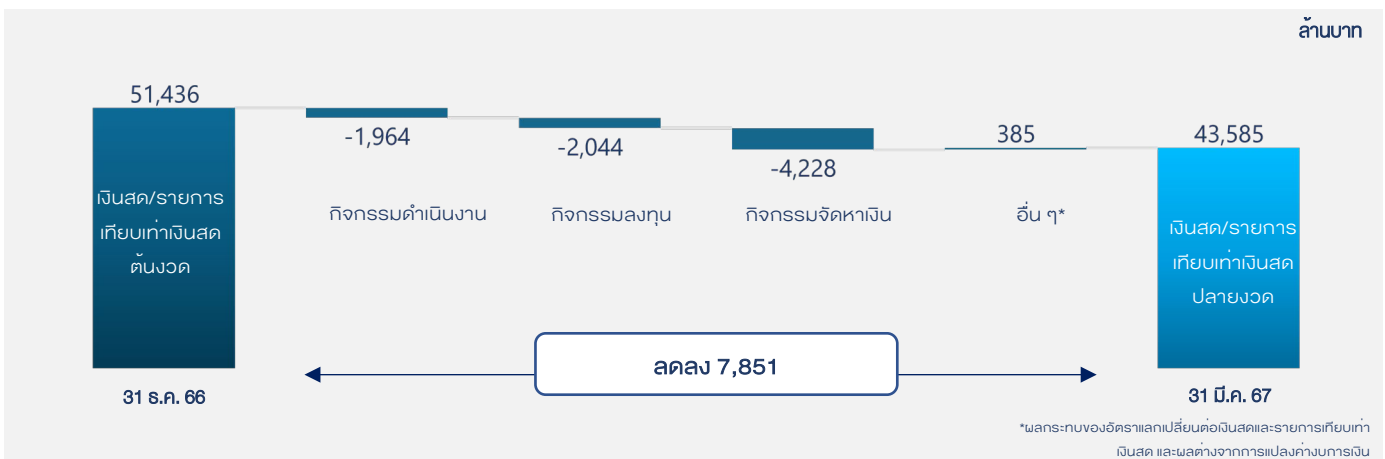 ล้านบาท
51,436
-1,964
-2,044
-4,228
385
43,585
เงินสด/รายการ
เทียบเท่าเงินสด
ต้นงวด
กิจกรรมดำเนินงาน
กิจกรรมลงทุน
กิจกรรมจัดหาเงิน
อื่น ๆ*
เงินสด/รายการ
เทียบเท่าเงินสด
ปลายงวด
ลดลง 7,851
31 ธ.ค. 66
31 มี.ค. 67
*ผลกระทบของอัตราแลกเปลี่ยนต่อเงินสดและรายการเทียบเท่า
เงินสด และผลต่างจากการแปลงค่างบการเงิน